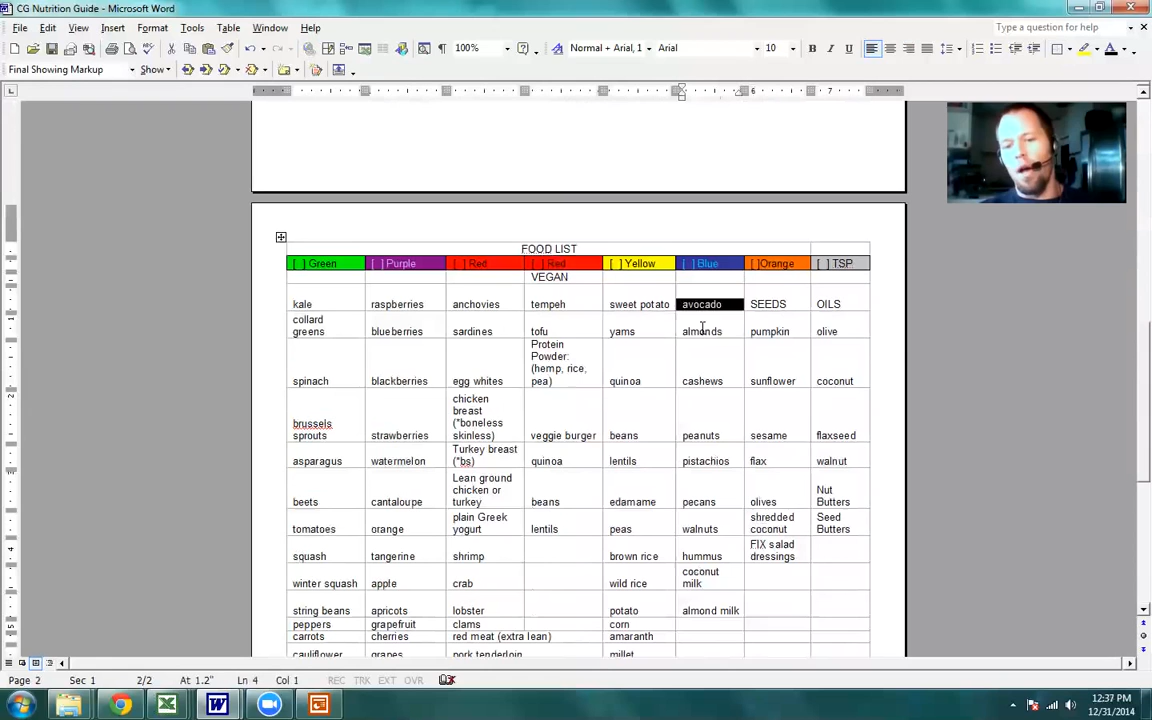 CG Nutrition Guide - Microsoft Word
File Edit View Insert Format Tools Table Window Help
Type a question for help
100% Normal + Arial, 1 Arial 10 B I U
Final Showing Markup Show
6 7
FOOD LIST
[ ] Green [ ] Purple [ ] Red [ ] Red [ ] Yellow [ ] Blue [ ]Orange [ ] TSP
VEGAN
kale raspberries anchovies tempeh sweet potato avocado SEEDS OILS
collard
greens blueberries sardines tofu yams almonds pumpkin olive
Protein
Powder:
(hemp, rice,
spinach blackberries egg whites pea) quinoa cashews sunflower coconut
chicken
breast
brussels (*boneless
sprouts strawberries skinless) veggie burger beans peanuts sesame flaxseed
Turkey breast
asparagus watermelon (*bs) quinoa lentils pistachios flax walnut
Lean ground
chicken or Nut
beets cantaloupe turkey beans edamame pecans olives Butters
plain Greek shredded Seed
tomatoes orange yogurt lentils peas walnuts coconut Butters
FIX salad
squash tangerine shrimp brown rice hummus dressings
coconut
winter squash apple crab wild rice milk
string beans apricots lobster potato almond milk
peppers grapefruit clams corn
carrots cherries red meat (extra lean) amaranth
cauliflower grapes pork tenderloin millet
Page 2 Sec 1 2/2 At 1.2" Ln 4 Col 1 REC TRK EXT OVR
12:37 PM
12/31/2014